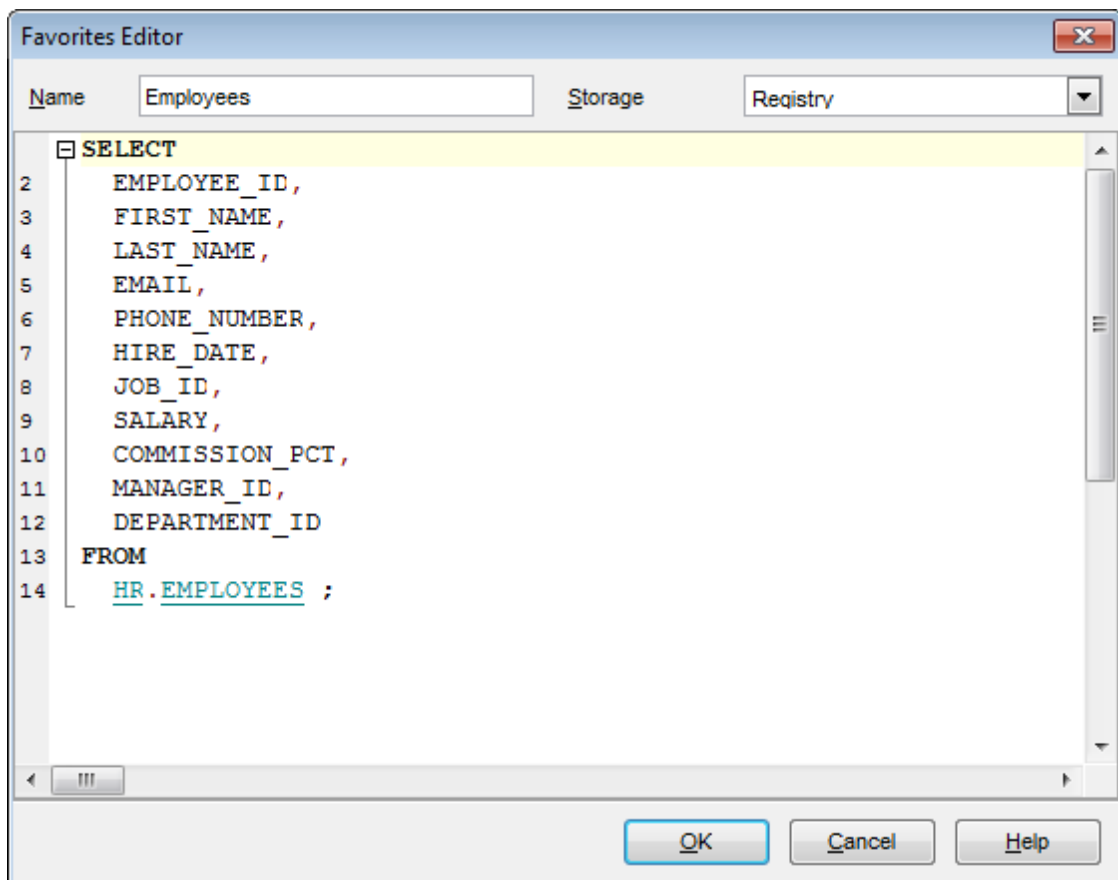 Favorites Editor
Name Employees Storage Registry
SELECT
2 EMPLOYEE_ID,
3 FIRST_NAME,
4 LAST_NAME,
5 EMAIL,
6 PHONE_NUMBER,
7 HIRE_DATE,
8 JOB_ID,
9 SALARY,
10 COMMISSION_PCT,
11 MANAGER_ID,
12 DEPARTMENT_ID
13 FROM
14 HR.EMPLOYEES ;
OK Cancel Help